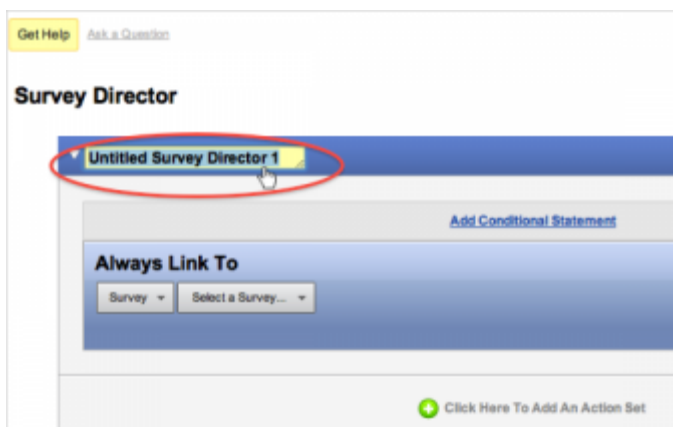 Get Help Ask a Question
Survey Director
Untitled Survey Director 1
Add Conditional Statement
Always Link To
Survey Select a Survey...
Click Here To Add An Action Set